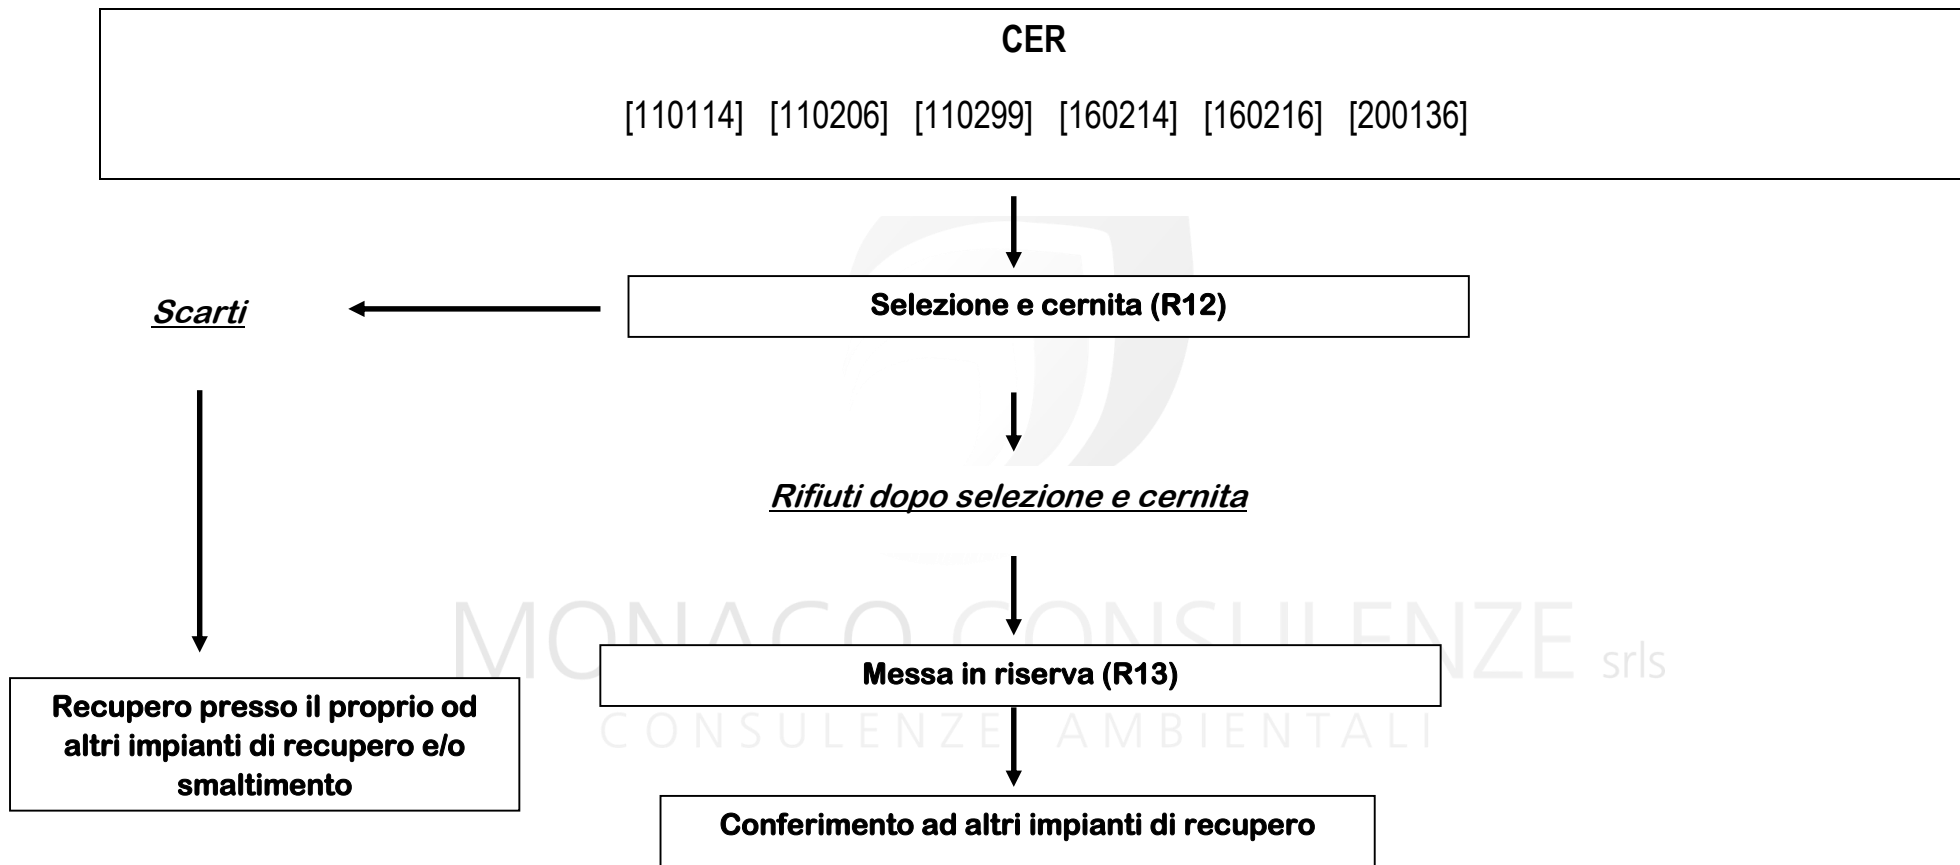 CER
[110114] [110206] [110299] [160214] [160216] [200136]
Selezione e cernita (R12)
Scarti
Rifiuti dopo selezione e cernita
MONACO CONSULENZE srls
CONSULENZE AMBIENTALI
Messa in riserva (R13)
Recupero presso il proprio od
altri impianti di recupero e/o
smaltimento
Conferimento ad altri impianti di recupero